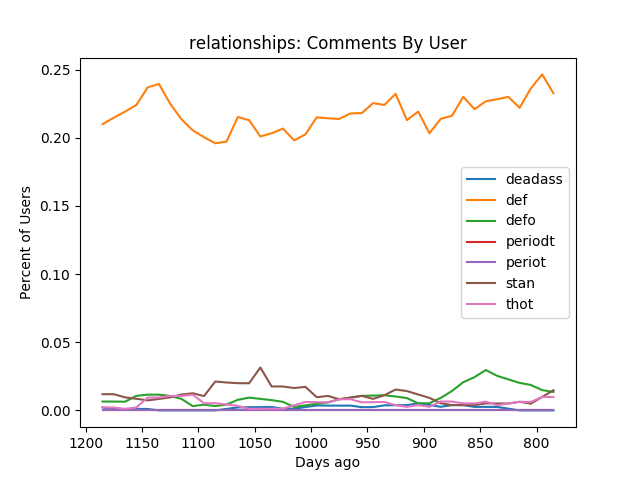 relationships: Comments By User
Percent of Users
0.25
0.20
0.15
0.10
0.05
0.00
deadass
def
defo
periodt
periot
stan
thot
1200 1150 1100 1050 1000 950 900 850 800
Days ago